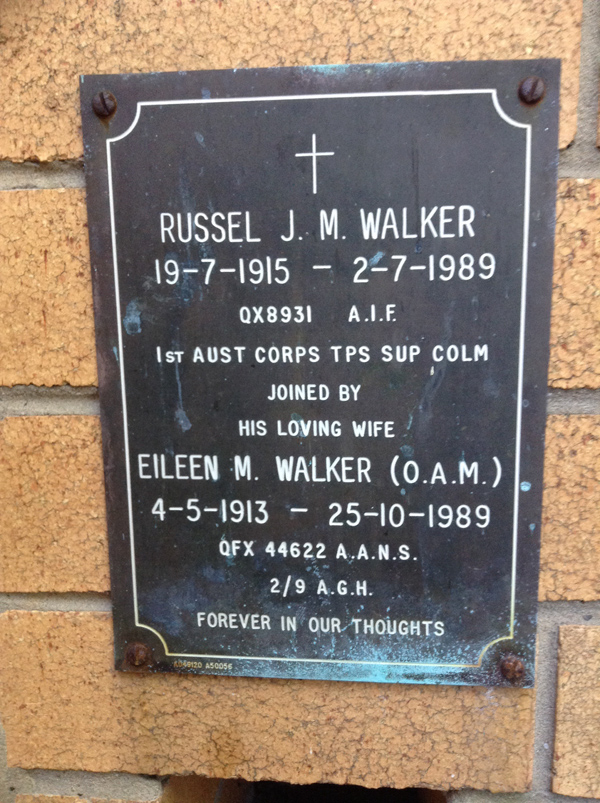 RUSSEL J. M. WALKER
19-7-1915 - 2-7-1989
QX8931 A.I.F.
1ST AUST CORPS TPS SUP COLM
JOINED BY
HIS LOVING WIFE
EILEEN M. WALKER (O.A.M.)
4-5-1913 - 25-10-1989
QFX 44622 A.A.N.S.
2/9 A.G.H.
FOREVER IN OUR THOUGHTS
A50056